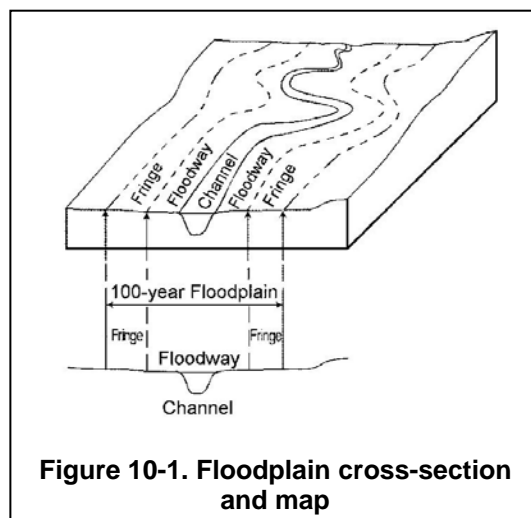 Fringe
Floodway
Channel
Floodway
Fringe
100-year Floodplain
Fringe
Fringe
Floodway
Channel
Figure 10-1. Floodplain cross-section
and map